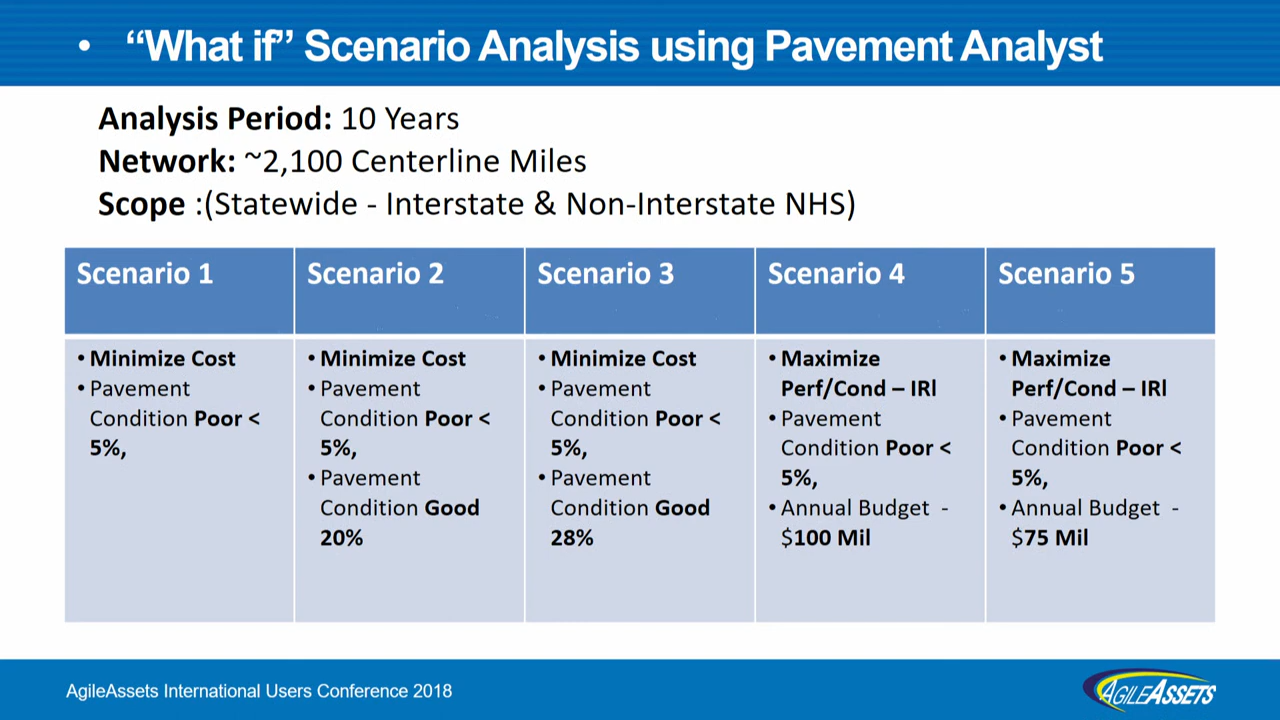 • “What if” Scenario Analysis using Pavement Analyst
Analysis Period: 10 Years
Network: ~2,100 Centerline Miles
Scope :(Statewide - Interstate & Non-Interstate NHS)
Scenario 1
• Minimize Cost
• Pavement
Condition Poor <
5%,
Scenario 2
• Minimize Cost
• Pavement
Condition Poor <
5%,
• Pavement
Condition Good
20%
Scenario 3
• Minimize Cost
• Pavement
Condition Poor <
5%,
• Pavement
Condition Good
28%
Scenario 4
• Maximize
Perf/Cond – IRl
• Pavement
Condition Poor <
5%,
• Annual Budget -
$100 Mil
Scenario 5
• Maximize
Perf/Cond – IRl
• Pavement
Condition Poor <
5%,
• Annual Budget -
$75 Mil
AgileAssets International Users Conference 2018
AGILEASSETS